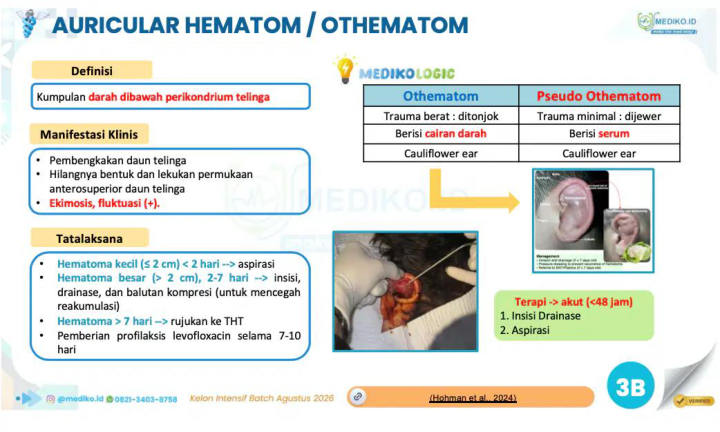 AURICULAR HEMATOM / OTHEMATOM
MEDIKO.ID
Definisi
Kumpulan darah dibawah perikondrium telinga
Manifestasi Klinis
• Pembengkakan daun telinga
• Hilangnya bentuk dan lekukan permukaan
anterosuperior daun telinga
• Ekimosis, fluktuasi (+).
Tatalaksana
• Hematoma kecil (≤ 2 cm) < 2 hari --> aspirasi
• Hematoma besar (> 2 cm), 2-7 hari --> insisi,
drainase, dan balutan kompresi (untuk mencegah
reakumulasi)
• Hematoma > 7 hari --> rujukan ke THT
• Pemberian profilaksis levofloxacin selama 7-10
hari
MEDIKOLOGIC
Othematom Pseudo Othematom
Trauma berat : ditonjok Trauma minimal : dijewer
Berisi cairan darah Berisi serum
Cauliflower ear Cauliflower ear
MEDIKO.ID
Management
Terapi -> akut (<48 jam)
1. Insisi Drainase
2. Aspirasi
@mediko.id 0821-3403-8758 Kelon Intensif Batch Agustus 2026
(Hohman et al., 2024)
3B
VERIFIED